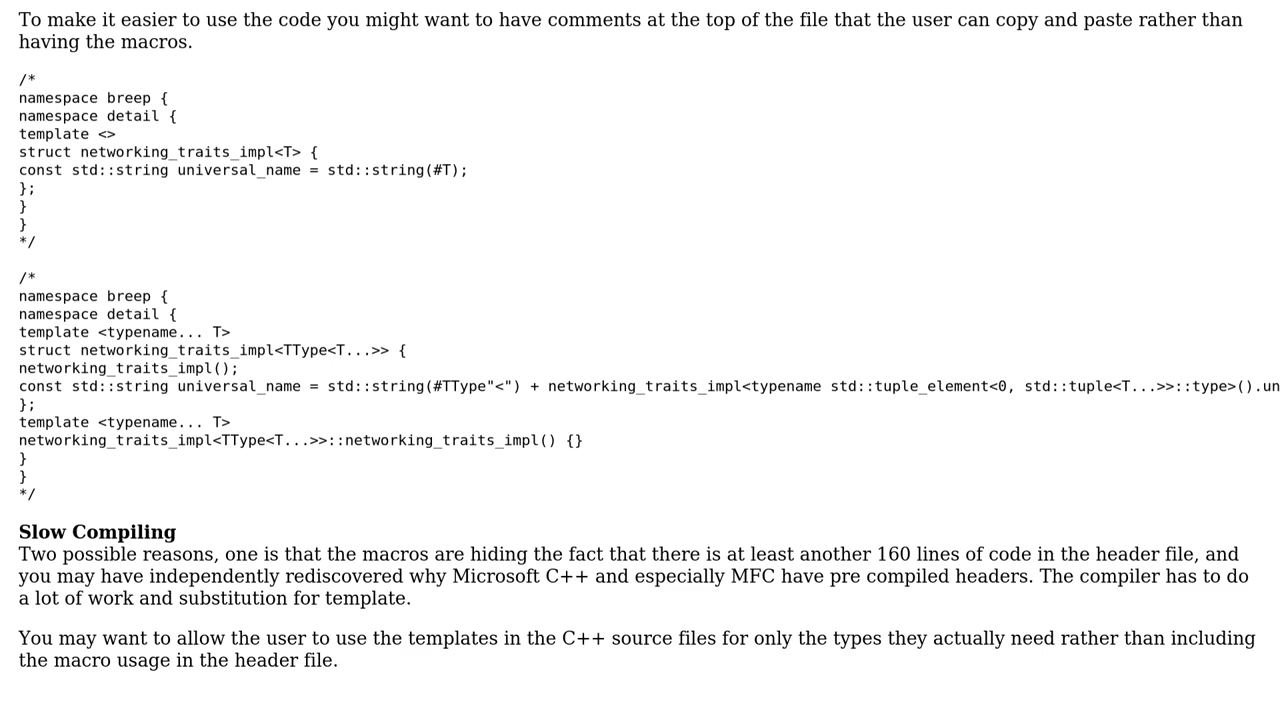 To make it easier to use the code you might want to have comments at the top of the file that the user can copy and paste rather than
having the macros.
/*
namespace breep {
namespace detail {
template <>
struct networking_traits_impl<T> {
const std::string universal_name = std::string(#T);
};
}
}
*/
/*
namespace breep {
namespace detail {
template <typename... T>
struct networking_traits_impl<TType<T...>> {
networking_traits_impl();
const std::string universal_name = std::string(#TType"<") + networking_traits_impl<typename std::tuple_element<0, std::tuple<T...>>::type>().un
};
template <typename... T>
networking_traits_impl<TType<T...>>::networking_traits_impl() {}
}
}
*/
Slow Compiling
Two possible reasons, one is that the macros are hiding the fact that there is at least another 160 lines of code in the header file, and
you may have independently rediscovered why Microsoft C++ and especially MFC have pre compiled headers. The compiler has to do
a lot of work and substitution for template.
You may want to allow the user to use the templates in the C++ source files for only the types they actually need rather than including
the macro usage in the header file.